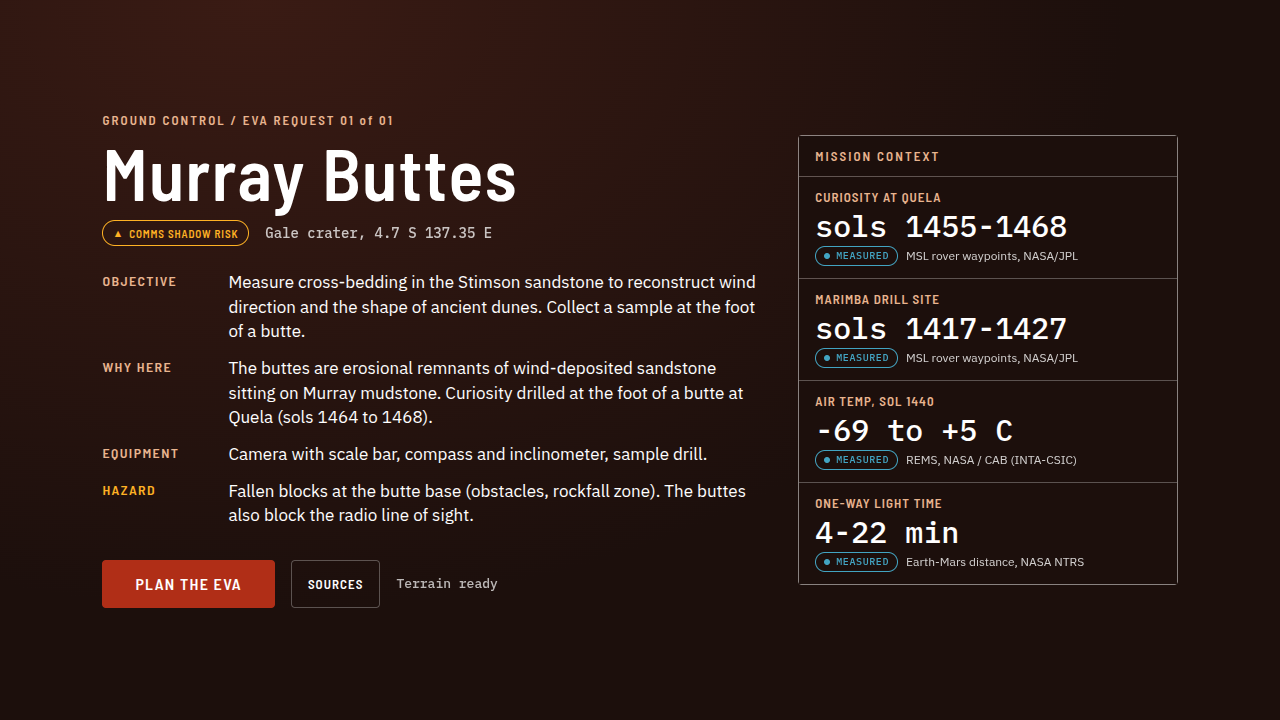 GROUND CONTROL / EVA REQUEST 01 of 01
Murray Buttes
▲ COMMS SHADOW RISK
Gale crater, 4.7 S 137.35 E
OBJECTIVE
Measure cross-bedding in the Stimson sandstone to reconstruct wind
direction and the shape of ancient dunes. Collect a sample at the foot
of a butte.
WHY HERE
The buttes are erosional remnants of wind-deposited sandstone
sitting on Murray mudstone. Curiosity drilled at the foot of a butte at
Quela (sols 1464 to 1468).
EQUIPMENT
Camera with scale bar, compass and inclinometer, sample drill.
HAZARD
Fallen blocks at the butte base (obstacles, rockfall zone). The buttes
also block the radio line of sight.
PLAN THE EVA
SOURCES
Terrain ready
MISSION CONTEXT
CURIOSITY AT QUELA
sols 1455-1468
MEASURED
MSL rover waypoints, NASA/JPL
MARIMBA DRILL SITE
sols 1417-1427
MEASURED
MSL rover waypoints, NASA/JPL
AIR TEMP, SOL 1440
-69 to +5 C
MEASURED
REMS, NASA / CAB (INTA-CSIC)
ONE-WAY LIGHT TIME
4-22 min
MEASURED
Earth-Mars distance, NASA NTRS